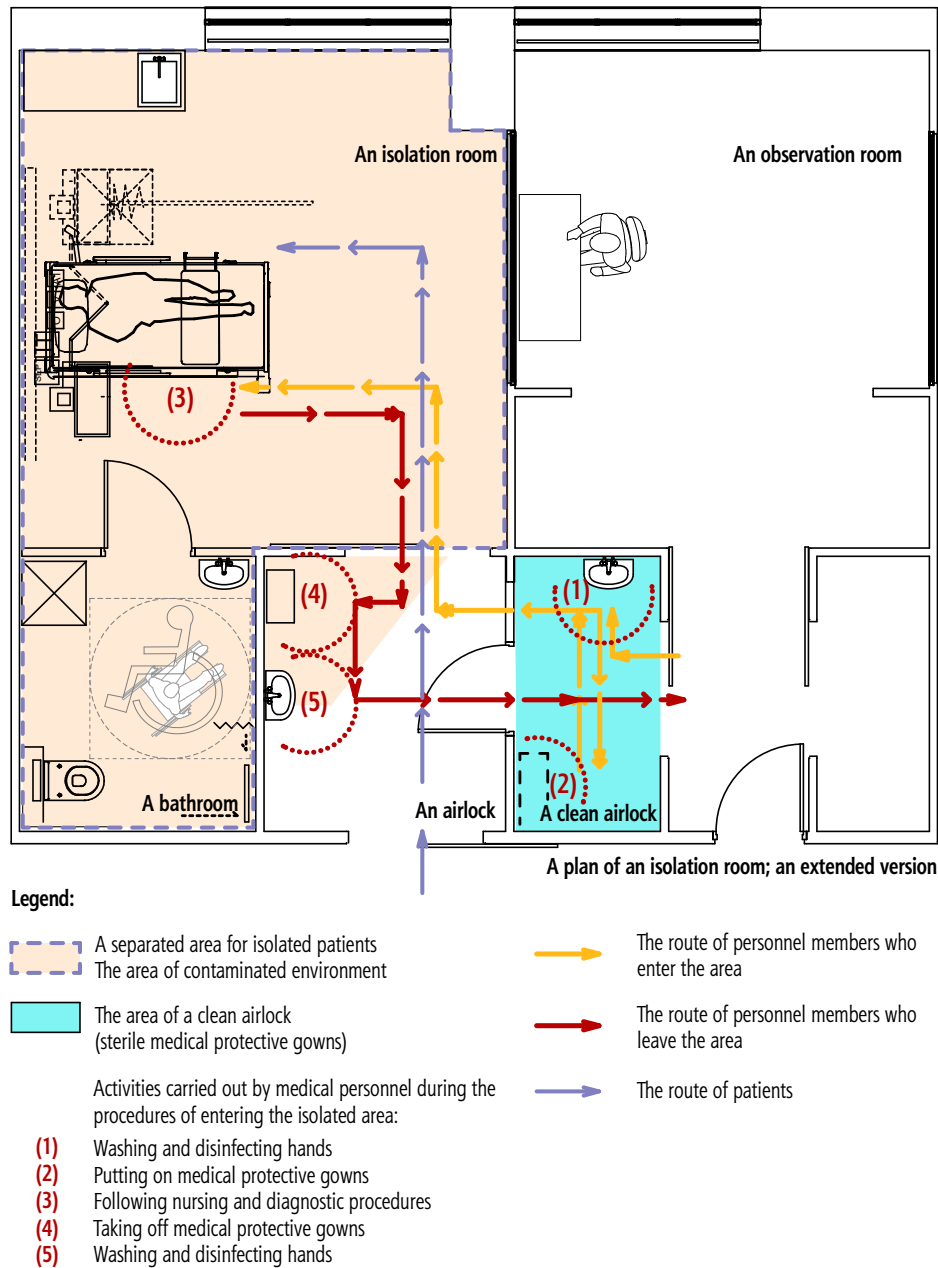 An isolation room
An observation room
(3)
(4)
(1)
(5)
(2)
A bathroom
An airlock
A clean airlock
A plan of an isolation room; an extended version
Legend:
A separated area for isolated patients
The area of contaminated environment
The area of a clean airlock
(sterile medical protective gowns)
Activities carried out by medical personnel during the
procedures of entering the isolated area:
(1) Washing and disinfecting hands
(2) Putting on medical protective gowns
(3) Following nursing and diagnostic procedures
(4) Taking off medical protective gowns
(5) Washing and disinfecting hands
The route of personnel members who
enter the area
The route of personnel members who
leave the area
The route of patients